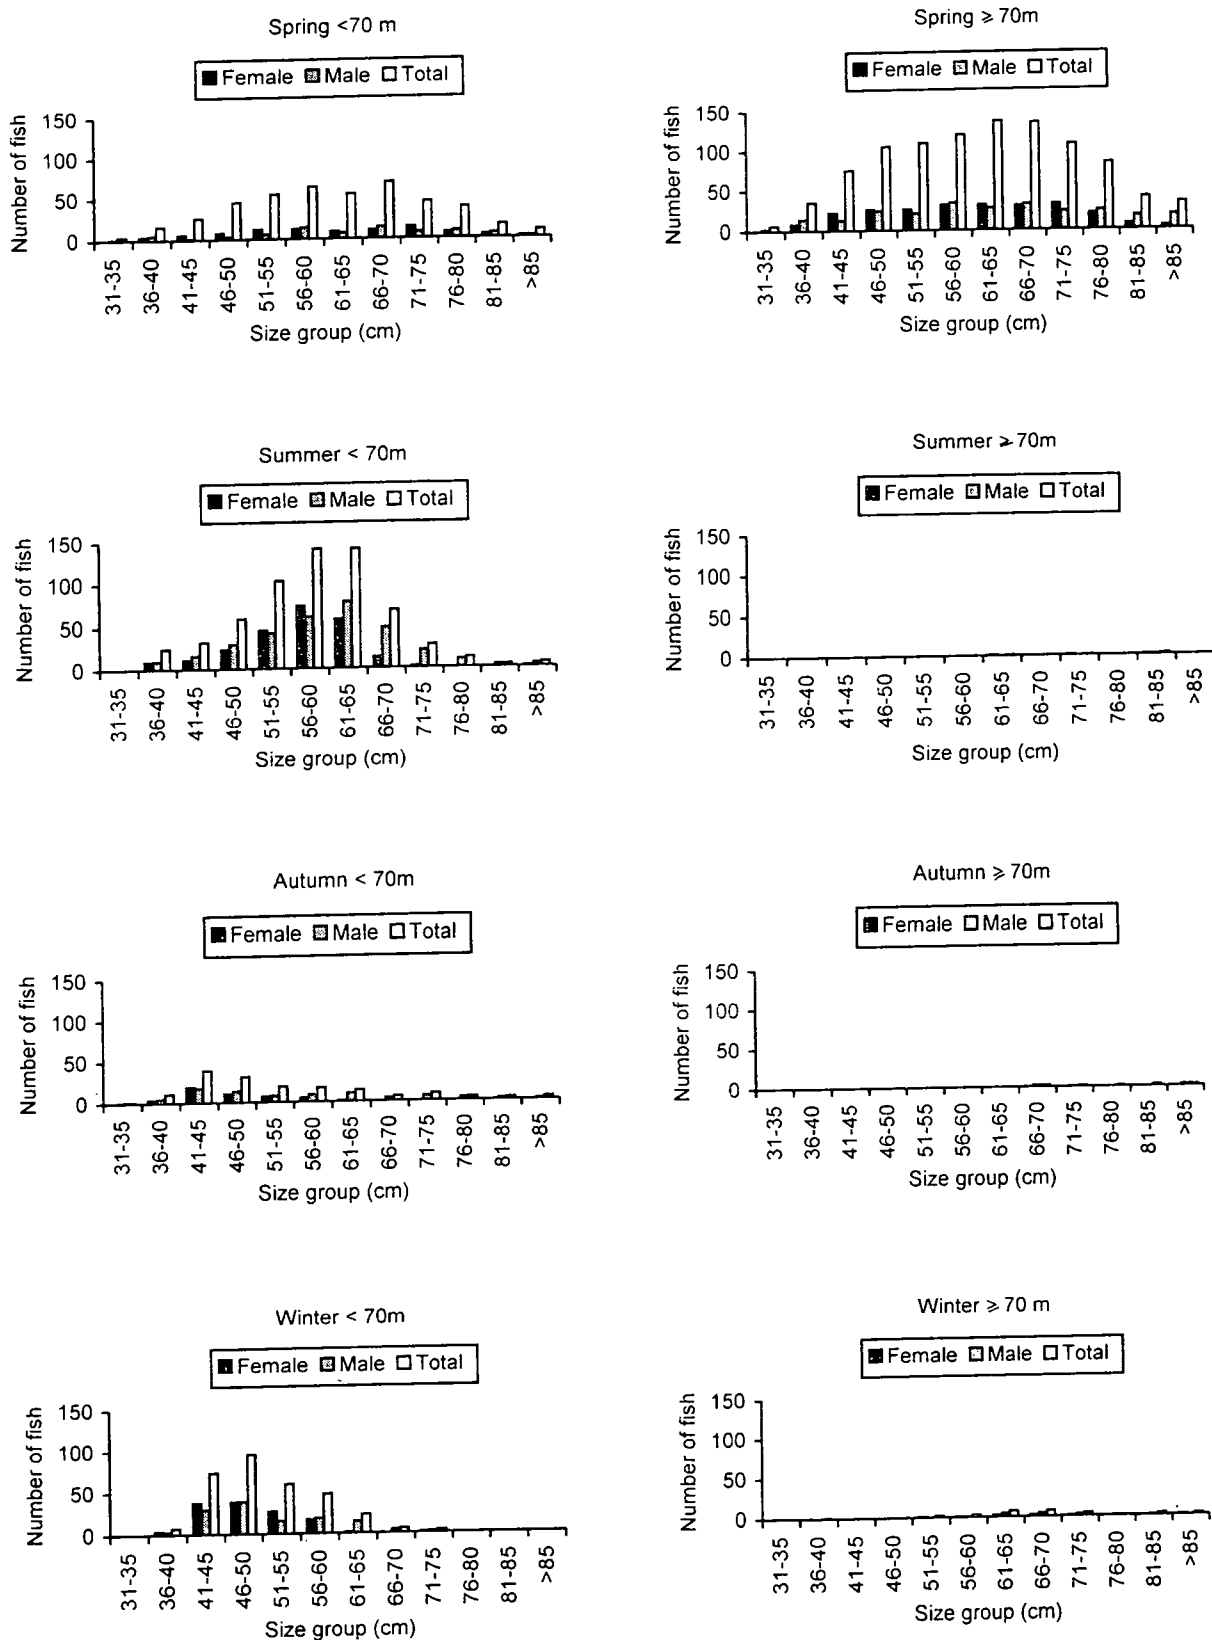 Spring <70 m
Female Male Total
Number of fish
150
100
50
0
31-35 36-40 41-45 46-50 51-55 56-60 61-65 66-70 71-75 76-80 81-85 >85
Size group (cm)
Spring ⩾ 70m
Female Male Total
Number of fish
150
100
50
0
31-35 36-40 41-45 46-50 51-55 56-60 61-65 66-70 71-75 76-80 81-85 >85
Size group (cm)
Summer < 70m
Female Male Total
Number of fish
150
100
50
0
31-35 36-40 41-45 46-50 51-55 56-60 61-65 66-70 71-75 76-80 81-85 >85
Size group (cm)
Summer ⩾ 70m
Female Male Total
Number of fish
150
100
50
0
31-35 36-40 41-45 46-50 51-55 56-60 61-65 66-70 71-75 76-80 81-85 >85
Size group (cm)
Autumn < 70m
Female Male Total
Number of fish
150
100
50
0
31-35 36-40 41-45 46-50 51-55 56-60 61-65 66-70 71-75 76-80 81-85 >85
Size group (cm)
Autumn ⩾ 70m
Female Male Total
Number of fish
150
100
50
0
31-35 36-40 41-45 46-50 51-55 56-60 61-65 66-70 71-75 76-80 81-85 >85
Size group (cm)
Winter < 70m
Female Male Total
Number of fish
150
100
50
0
31-35 36-40 41-45 46-50 51-55 56-60 61-65 66-70 71-75 76-80 81-85 >85
Size group (cm)
Winter ⩾ 70 m
Female Male Total
Number of fish
150
100
50
0
31-35 36-40 41-45 46-50 51-55 56-60 61-65 66-70 71-75 76-80 81-85 >85
Size group (cm)